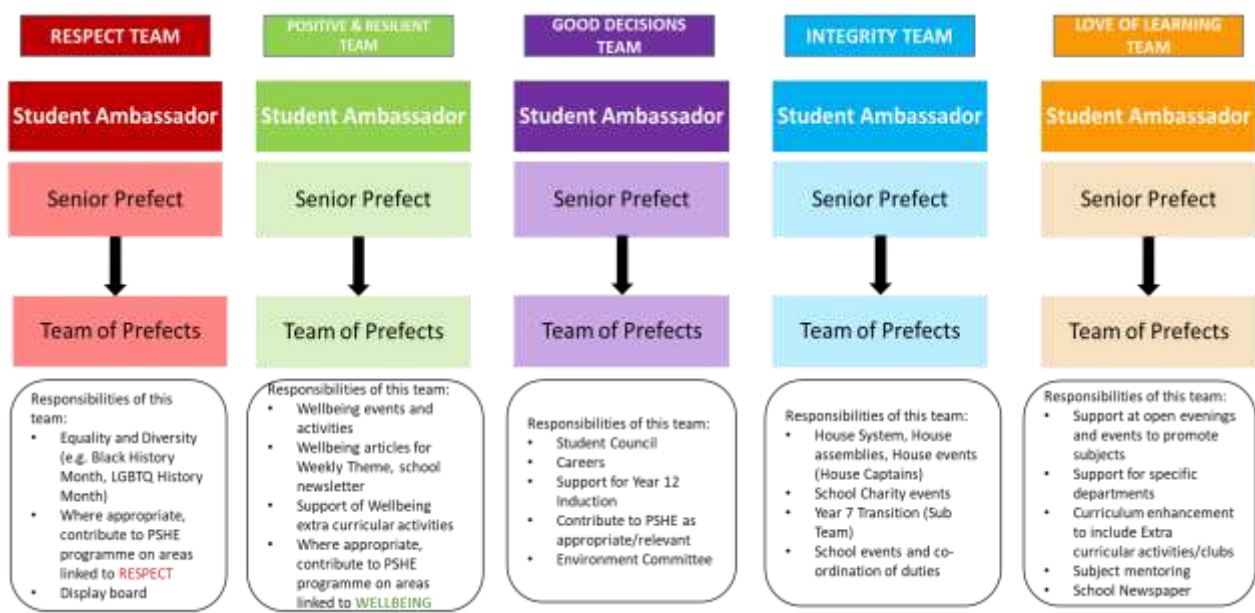 RESPECT TEAM
Student Ambassador
Senior Prefect
Team of Prefects
Responsibilities of this
team:
• Equality and Diversity
(e.g. Black History
Month, LGBTQ History
Month)
• Where appropriate,
contribute to PSHE
programme on areas
linked to RESPECT
• Display board
POSITIVE & RESILIENT
TEAM
Student Ambassador
Senior Prefect
Team of Prefects
Responsibilities of this team:
• Wellbeing events and
activities
• Wellbeing articles for
Weekly Theme, school
newsletter
• Support of Wellbeing
extra curricular activities
• Where appropriate,
contribute to PSHE
programme on areas
linked to WELLBEING
GOOD DECISIONS
TEAM
Student Ambassador
Senior Prefect
Team of Prefects
Responsibilities of this team:
• Student Council
• Careers
• Support for Year 12
Induction
• Contribute to PSHE as
appropriate/relevant
• Environment Committee
INTEGRITY TEAM
Student Ambassador
Senior Prefect
Team of Prefects
Responsibilities of this team:
• House System, House
assemblies, House events
(House Captains)
• School Charity events
• Year 7 Transition (Sub
Team)
• School events and co-
ordination of duties
LOVE OF LEARNING
TEAM
Student Ambassador
Senior Prefect
Team of Prefects
Responsibilities of this team:
• Support at open evenings
and events to promote
subjects
• Support for specific
departments
• Curriculum enhancement
to include Extra
curricular activities/clubs
• Subject mentoring
• School Newspaper